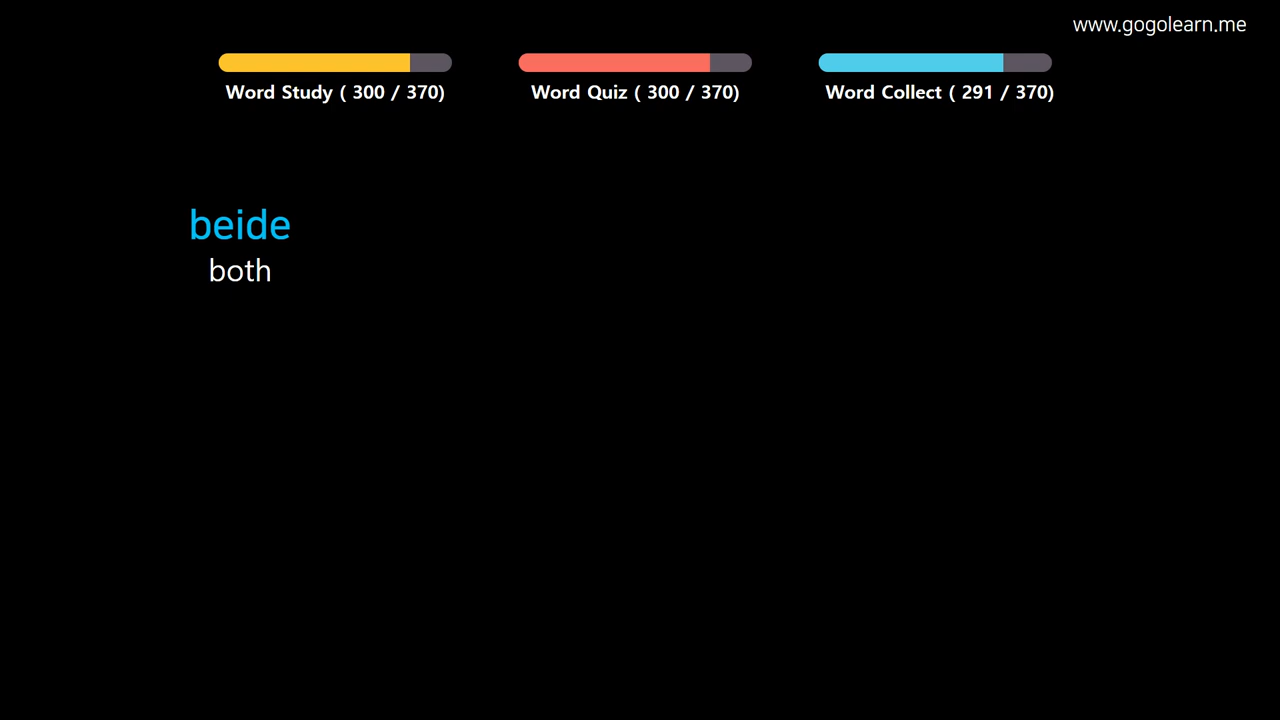 www.gogolearn.me
Word Study ( 300 / 370)
Word Quiz ( 300 / 370)
Word Collect ( 291 / 370)
beide
both